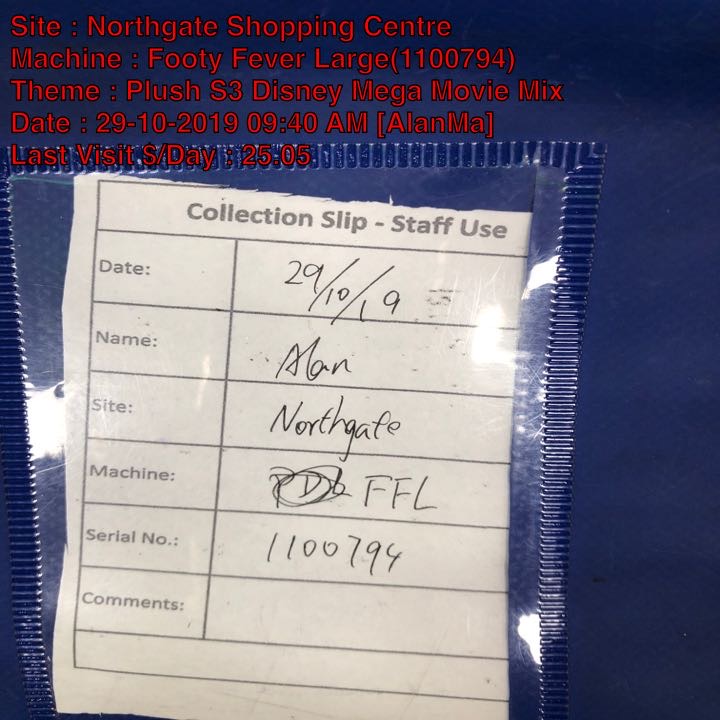 Site : Northgate Shopping Centre
Machine : Footy Fever Large(1100794)
Theme : Plush S3 Disney Mega Movie Mix
Date : 29-10-2019 09:40 AM [AlanMa]
Last Visit $/Day : 25.05
Collection Slip - Staff Use
Date: 29/10/19
Name: Alan
Site: Northgate
Machine: FFL
Serial No.: 1100794
Comments: